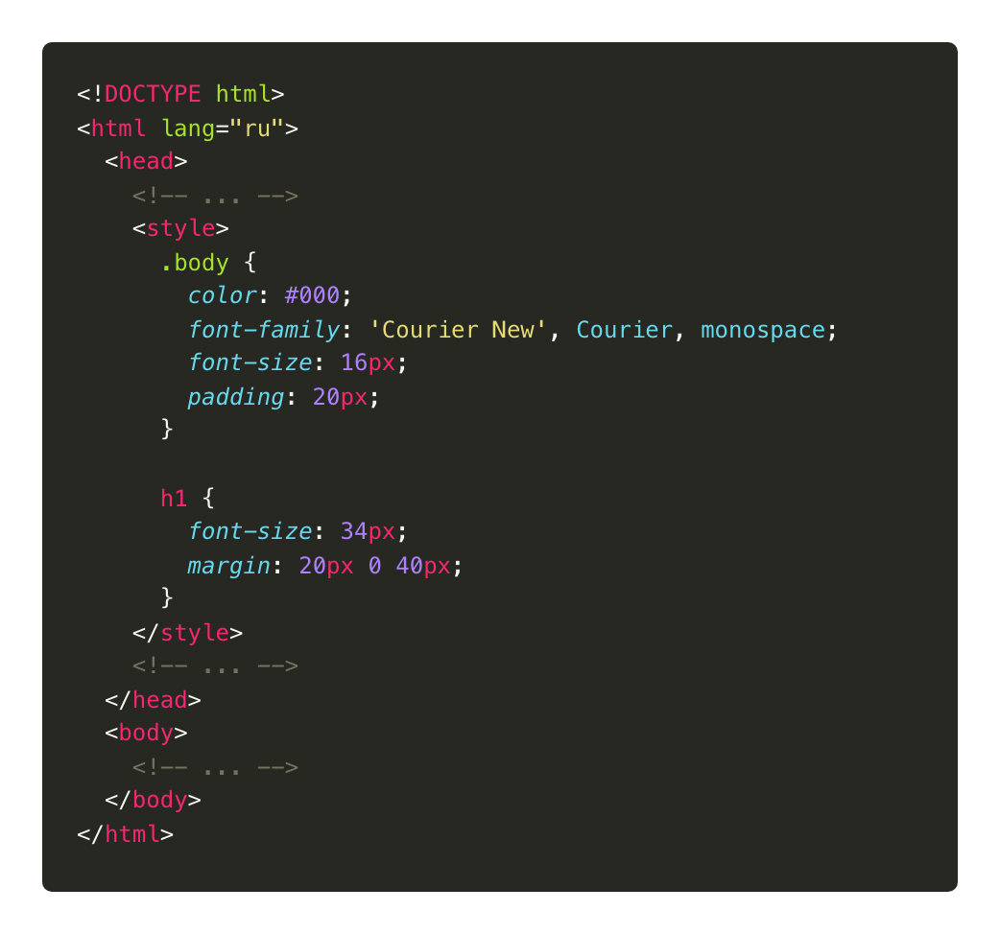 <!DOCTYPE html>
<html lang="ru">
  <head>
    <!-- ... -->
    <style>
      .body {
        color: #000;
        font-family: 'Courier New', Courier, monospace;
        font-size: 16px;
        padding: 20px;
      }

      h1 {
        font-size: 34px;
        margin: 20px 0 40px;
      }
    </style>
    <!-- ... -->
  </head>
  <body>
    <!-- ... -->
  </body>
</html>